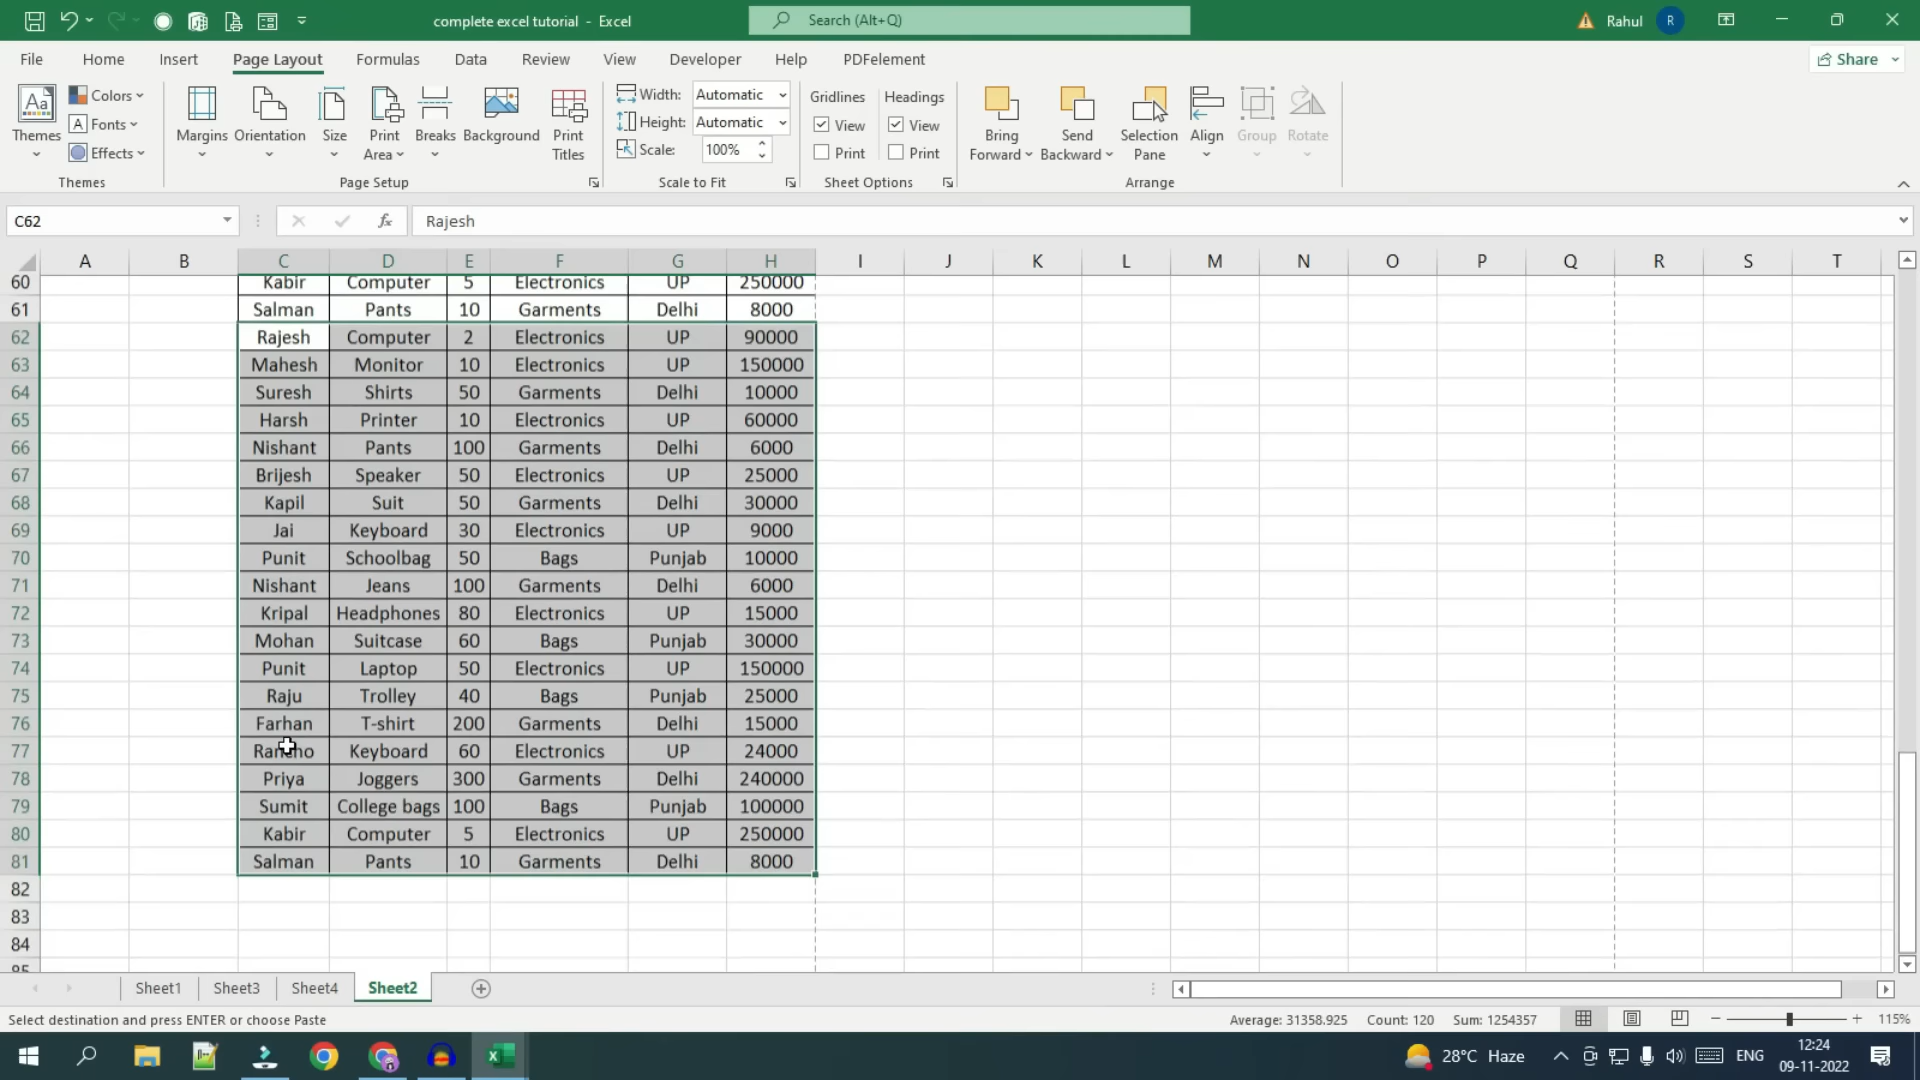 complete excel tutorial - Excel
Search (Alt+Q)
Rahul R
File Home Insert Page Layout Formulas Data Review View Developer Help PDFelement Share
Aa Themes Colors A Fonts Effects Themes
Margins Orientation Size Print Area Breaks Background Print Titles Page Setup
Width: Automatic
Height: Automatic
Scale: 100%
Scale to Fit
Gridlines Headings
View View
Print Print
Sheet Options
Bring Forward Send Backward Selection Pane Align Group Rotate
Arrange
C62 fx Rajesh
A B C D E F G H I J K L M N O P Q R S T
60 Kabir Computer 5 Electronics UP 250000
61 Salman Pants 10 Garments Delhi 8000
62 Rajesh Computer 2 Electronics UP 90000
63 Mahesh Monitor 10 Electronics UP 150000
64 Suresh Shirts 50 Garments Delhi 10000
65 Harsh Printer 10 Electronics UP 60000
66 Nishant Pants 100 Garments Delhi 6000
67 Brijesh Speaker 50 Electronics UP 25000
68 Kapil Suit 50 Garments Delhi 30000
69 Jai Keyboard 30 Electronics UP 9000
70 Punit Schoolbag 50 Bags Punjab 10000
71 Nishant Jeans 100 Garments Delhi 6000
72 Kripal Headphones 80 Electronics UP 15000
73 Mohan Suitcase 60 Bags Punjab 30000
74 Punit Laptop 50 Electronics UP 150000
75 Raju Trolley 40 Bags Punjab 25000
76 Farhan T-shirt 200 Garments Delhi 15000
77 Rancho Keyboard 60 Electronics UP 24000
78 Priya Joggers 300 Garments Delhi 240000
79 Sumit College bags 100 Bags Punjab 100000
80 Kabir Computer 5 Electronics UP 250000
81 Salman Pants 10 Garments Delhi 8000
82
83
84
85
Sheet1 Sheet3 Sheet4 Sheet2
Select destination and press ENTER or choose Paste Average: 31358.925 Count: 120 Sum: 1254357 115%
28°C Haze ENG 12:24
09-11-2022